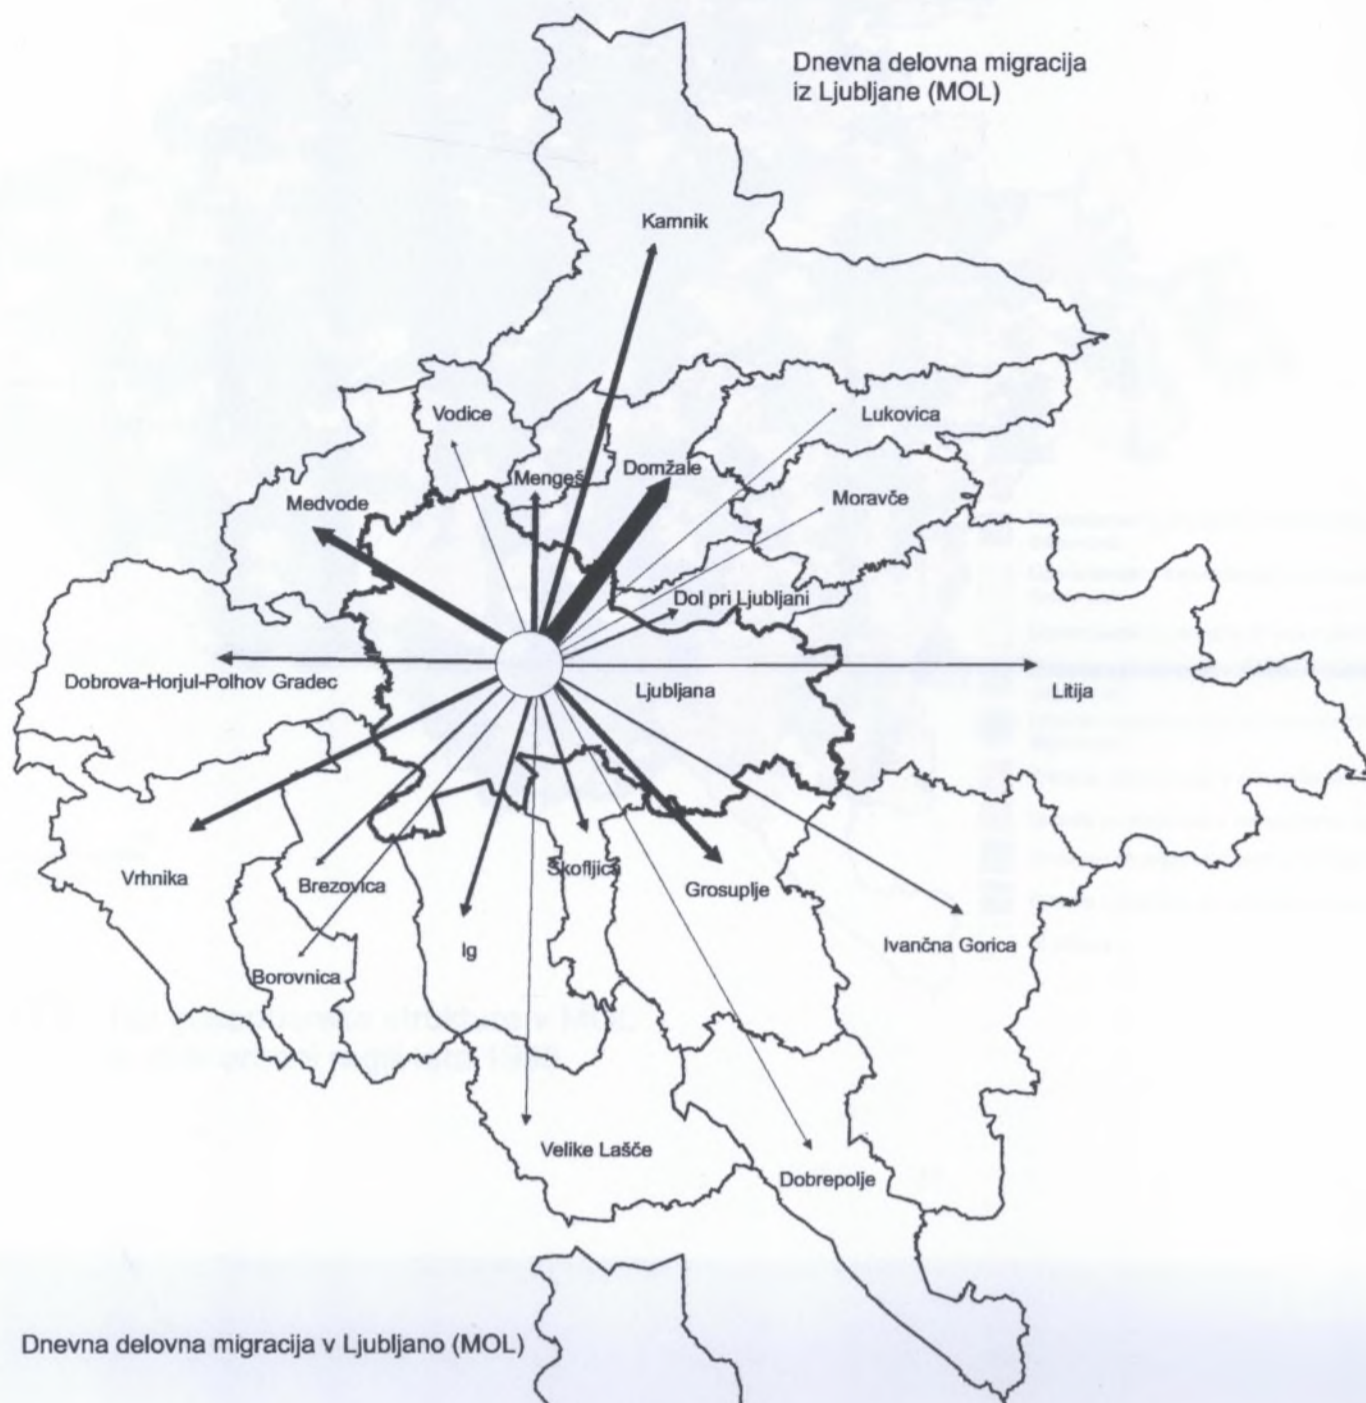 Dnevna delovna migracija
iz Ljubljane (MOL)
Kamnik
Vodice
Lukovica
Mengeš
Domžale
Medvode
Moravče
Dol pri Ljubljani
Dobrova-Horjul-Polhov Gradec
Ljubljana
Litija
Vrhnika
Brezovica
Škofljica
Grosuplje
Ig
Ivančna Gorica
Borovnica
Velike Lašče
Dobrepolje
Dnevna delovna migracija v Ljubljano (MOL)